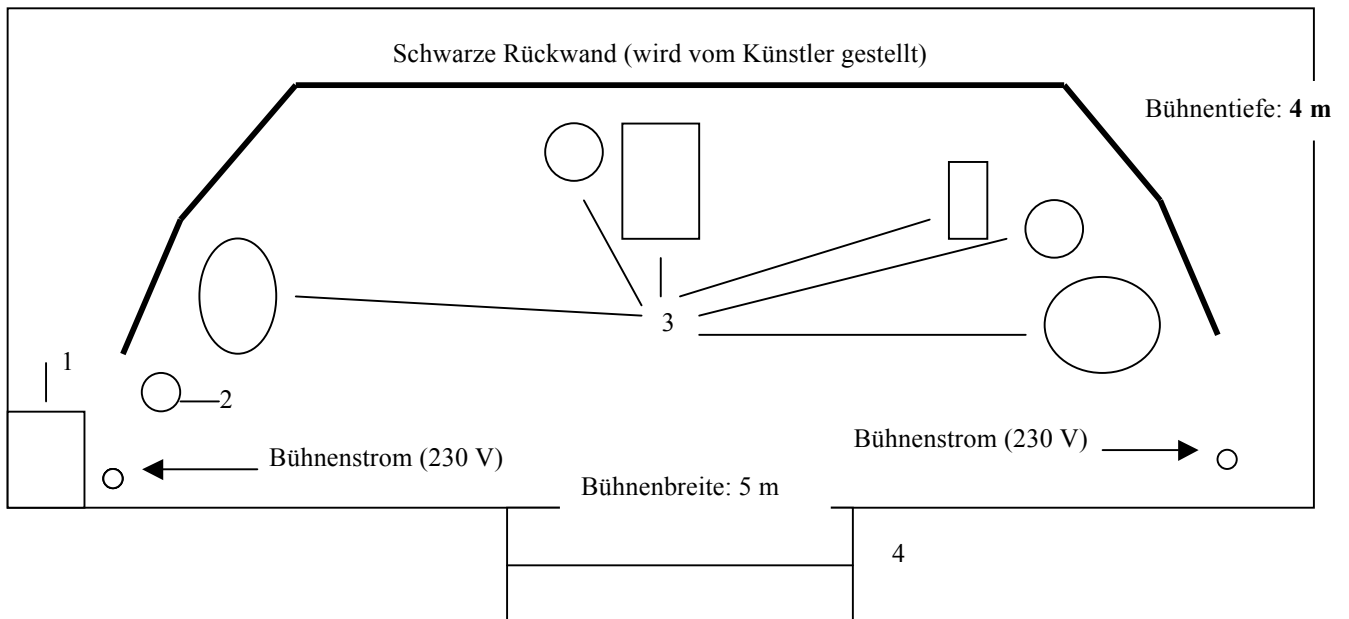 Schwarze Rückwand (wird vom Künstler gestellt)
Bühnentiefe: 4 m
3
1
2
Bühnenstrom (230 V)
Bühnenstrom (230 V)
Bühnenbreite: 5 m
4